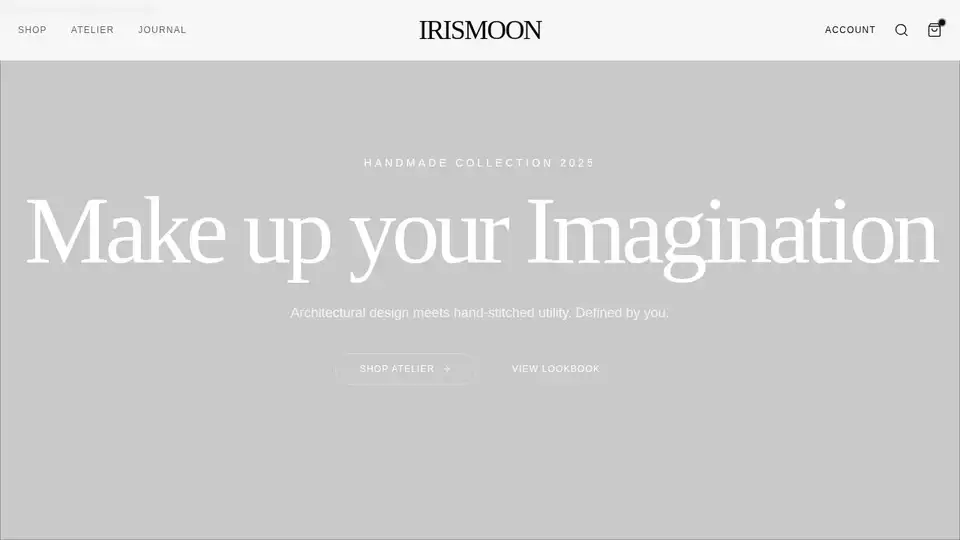 SHOP ATELIER JOURNAL IRISMOON ACCOUNT
HANDMADE COLLECTION 2025
Make up your Imagination
Architectural design meets hand-stitched utility. Defined by you.
SHOP ATELIER → VIEW LOOKBOOK